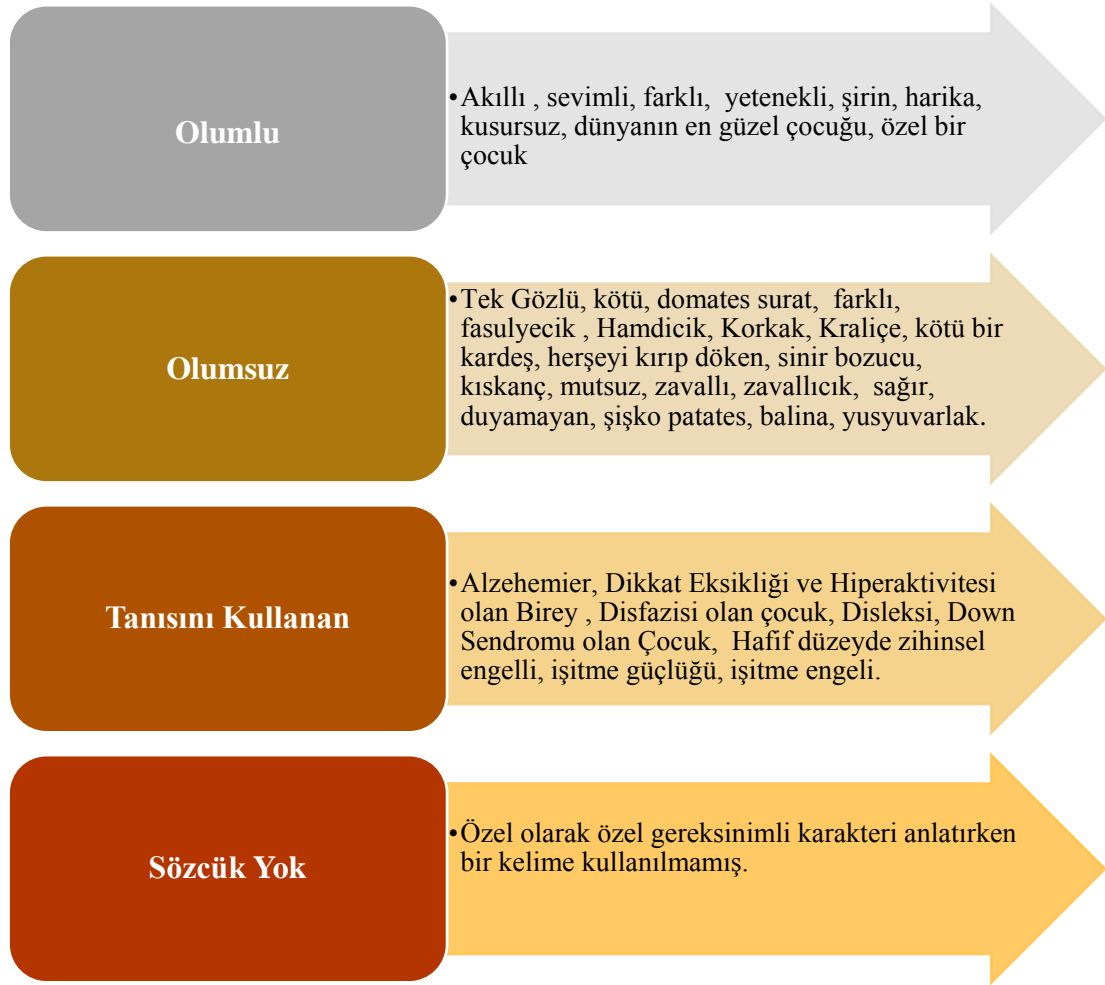 Olumlu
•Akıllı , sevimli, farklı, yetenekli, şirin, harika,
kusursuz, dünyanın en güzel çocuğu, özel bir
çocuk
Olumsuz
•Tek Gözlü, kötü, domates surat, farklı,
fasulyecik , Hamdicik, Korkak, Kraliçe, kötü bir
kardeş, herşeyi kırıp döken, sinir bozucu,
kıskanç, mutsuz, zavallı, zavallıcık, sağır,
duyamayan, şişko patates, balina, yusyuvarlak.
Tanısını Kullanan
•Alzehemier, Dikkat Eksikliği ve Hiperaktivitesi
olan Birey , Disfazisi olan çocuk, Disleksi, Down
Sendromu olan Çocuk, Hafif düzeyde zihinsel
engelli, işitme güçlüğü, işitme engeli.
Sözcük Yok
•Özel olarak özel gereksinimli karakteri anlatırken
bir kelime kullanılmamış.